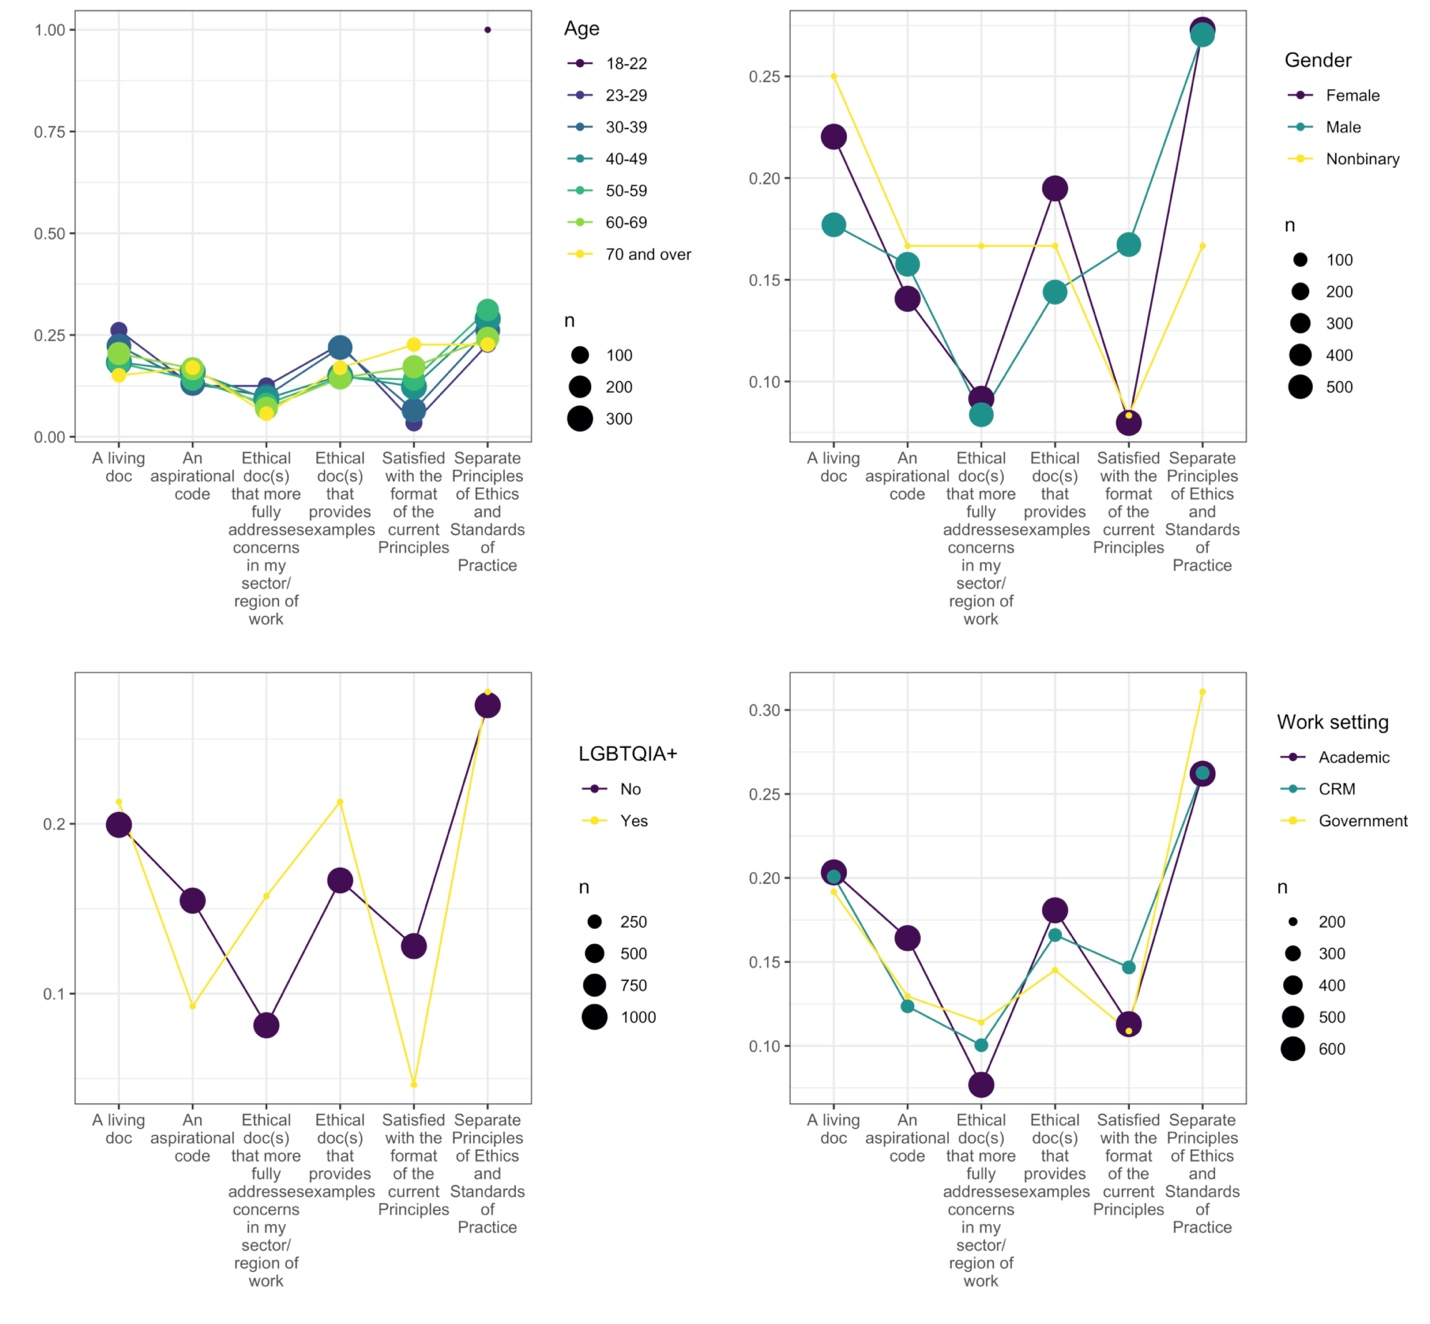 1.00
0.75
0.50
0.25
0.00
A living
doc
An
aspirational
code
Ethical
doc(s)
that more
fully
addresses
concerns
in my
sector/
region of
work
Ethical
doc(s)
that
provides
examples
Satisfied
with the
format
of the
current
Principles
Separate
Principles
of Ethics
and
Standards
of
Practice
Age
18-22
23-29
30-39
40-49
50-59
60-69
70 and over
n
100
200
300
0.25
0.20
0.15
0.10
A living
doc
An
aspirational
code
Ethical
doc(s)
that more
fully
addresses
concerns
in my
sector/
region of
work
Ethical
doc(s)
that
provides
examples
Satisfied
with the
format
of the
current
Principles
Separate
Principles
of Ethics
and
Standards
of
Practice
Gender
Female
Male
Nonbinary
n
100
200
300
400
500
0.2
0.1
A living
doc
An
aspirational
code
Ethical
doc(s)
that more
fully
addresses
concerns
in my
sector/
region of
work
Ethical
doc(s)
that
provides
examples
Satisfied
with the
format
of the
current
Principles
Separate
Principles
of Ethics
and
Standards
of
Practice
LGBTQIA+
No
Yes
n
250
500
750
1000
0.30
0.25
0.20
0.15
0.10
A living
doc
An
aspirational
code
Ethical
doc(s)
that more
fully
addresses
concerns
in my
sector/
region of
work
Ethical
doc(s)
that
provides
examples
Satisfied
with the
format
of the
current
Principles
Separate
Principles
of Ethics
and
Standards
of
Practice
Work setting
Academic
CRM
Government
n
200
300
400
500
600